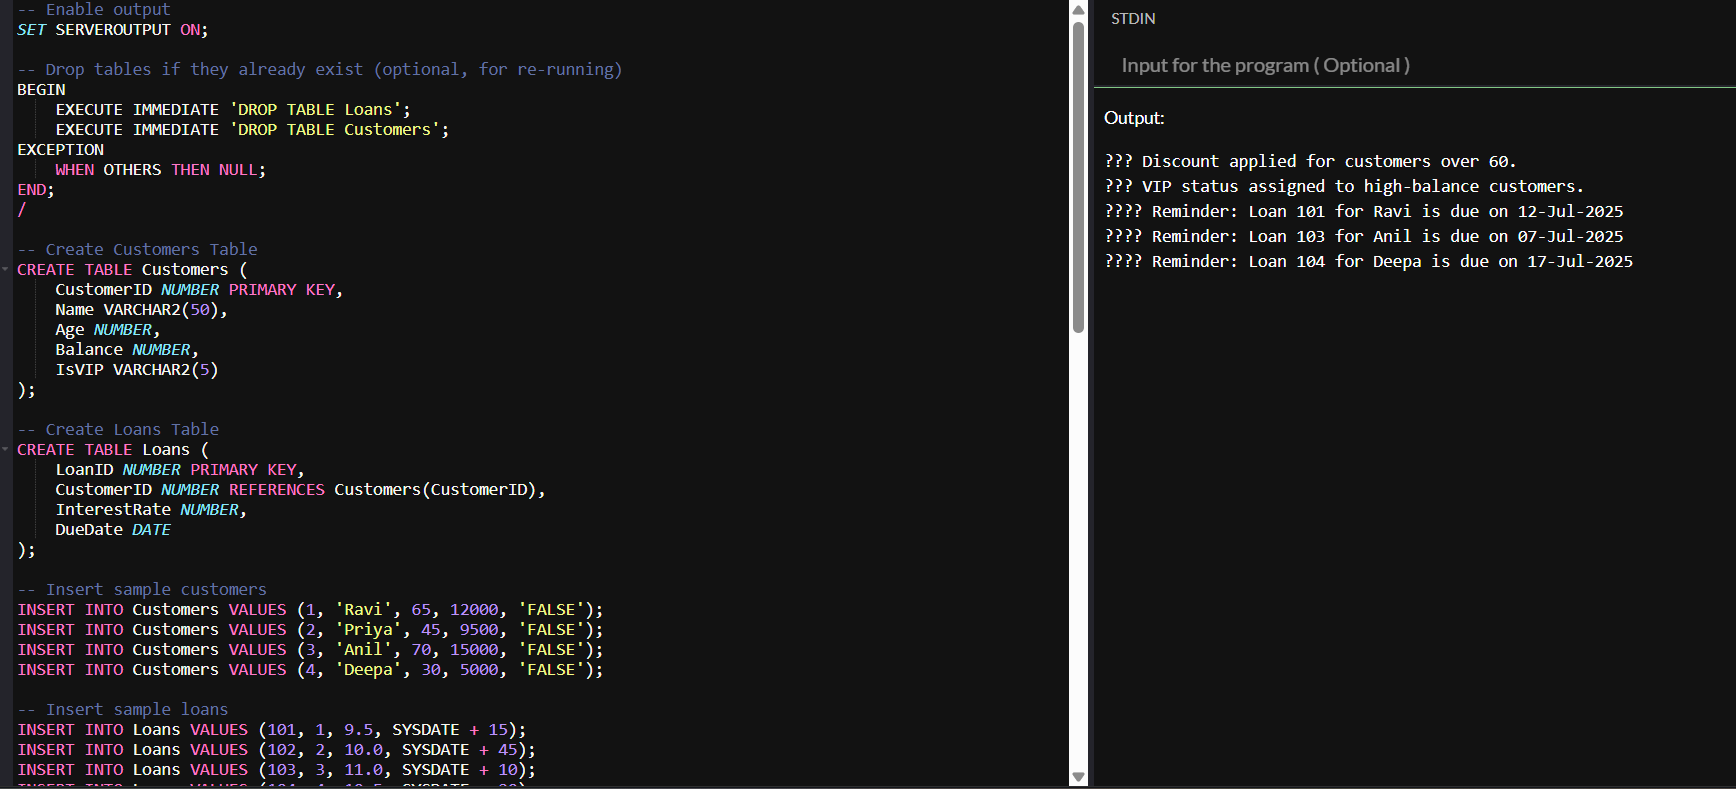 -- Enable output
SET SERVEROUTPUT ON;
-- Drop tables if they already exist (optional, for re-running)
BEGIN
EXECUTE IMMEDIATE 'DROP TABLE Loans';
EXECUTE IMMEDIATE 'DROP TABLE Customers';
EXCEPTION
WHEN OTHERS THEN NULL;
END;
/
-- Create Customers Table
CREATE TABLE Customers (
CustomerID NUMBER PRIMARY KEY,
Name VARCHAR2(50),
Age NUMBER,
Balance NUMBER,
IsVIP VARCHAR2(5)
);
-- Create Loans Table
CREATE TABLE Loans (
LoanID NUMBER PRIMARY KEY,
CustomerID NUMBER REFERENCES Customers(CustomerID),
InterestRate NUMBER,
DueDate DATE
);
-- Insert sample customers
INSERT INTO Customers VALUES (1, 'Ravi', 65, 12000, 'FALSE');
INSERT INTO Customers VALUES (2, 'Priya', 45, 9500, 'FALSE');
INSERT INTO Customers VALUES (3, 'Anil', 70, 15000, 'FALSE');
INSERT INTO Customers VALUES (4, 'Deepa', 30, 5000, 'FALSE');
-- Insert sample loans
INSERT INTO Loans VALUES (101, 1, 9.5, SYSDATE + 15);
INSERT INTO Loans VALUES (102, 2, 10.0, SYSDATE + 45);
INSERT INTO Loans VALUES (103, 3, 11.0, SYSDATE + 10);
STDIN
Input for the program ( Optional )
Output:
??? Discount applied for customers over 60.
??? VIP status assigned to high-balance customers.
???? Reminder: Loan 101 for Ravi is due on 12-Jul-2025
???? Reminder: Loan 103 for Anil is due on 07-Jul-2025
???? Reminder: Loan 104 for Deepa is due on 17-Jul-2025